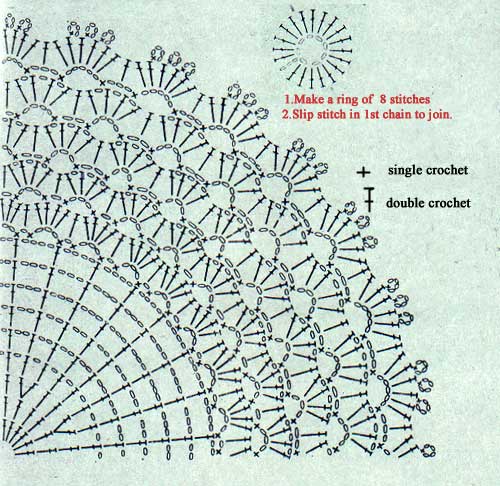 1.Make a ring of 8 stitches
2.Slip stitch in 1st chain to join.
single crochet
double crochet